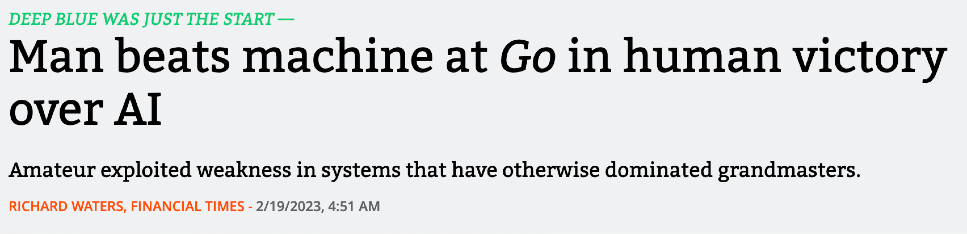 DEEP BLUE WAS JUST THE START —
Man beats machine at Go in human victory
over AI
Amateur exploited weakness in systems that have otherwise dominated grandmasters.
RICHARD WATERS, FINANCIAL TIMES - 2/19/2023, 4:51 AM